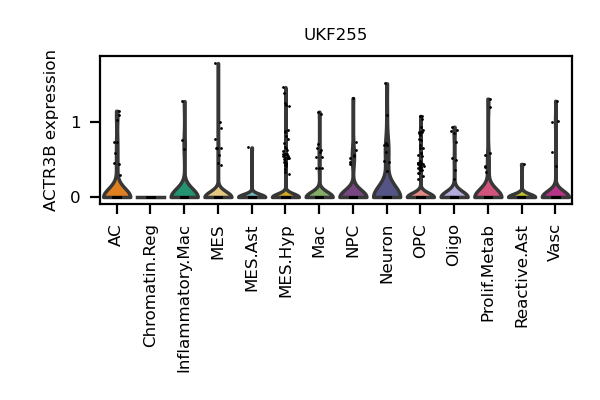 UKF255
ACTR3B expression
1
0
AC
Chromatin.Reg
Inflammatory.Mac
MES
MES.Ast
MES.Hyp
Mac
NPC
Neuron
OPC
Oligo
Prolif.Metab
Reactive.Ast
Vasc